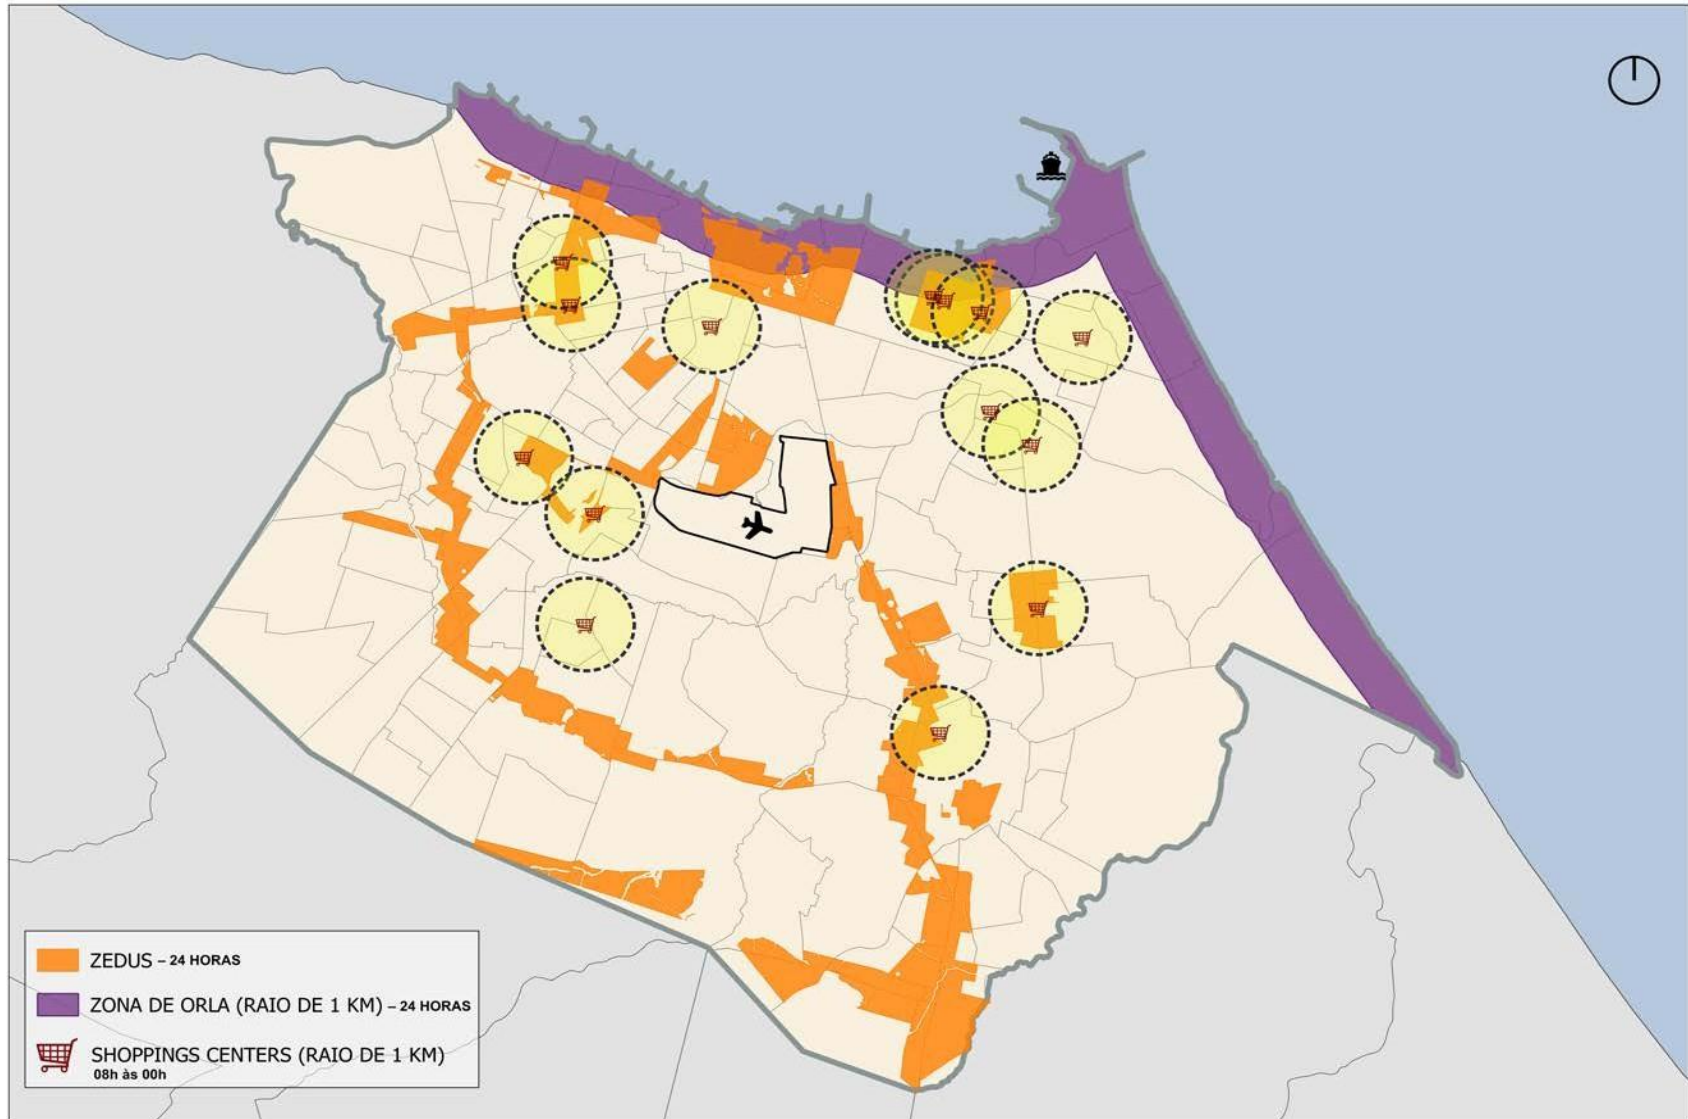 ZEDUS – 24 HORAS
ZONA DE ORLA (RAIO DE 1 KM) – 24 HORAS
SHOPPINGS CENTERS (RAIO DE 1 KM)
08h às 00h